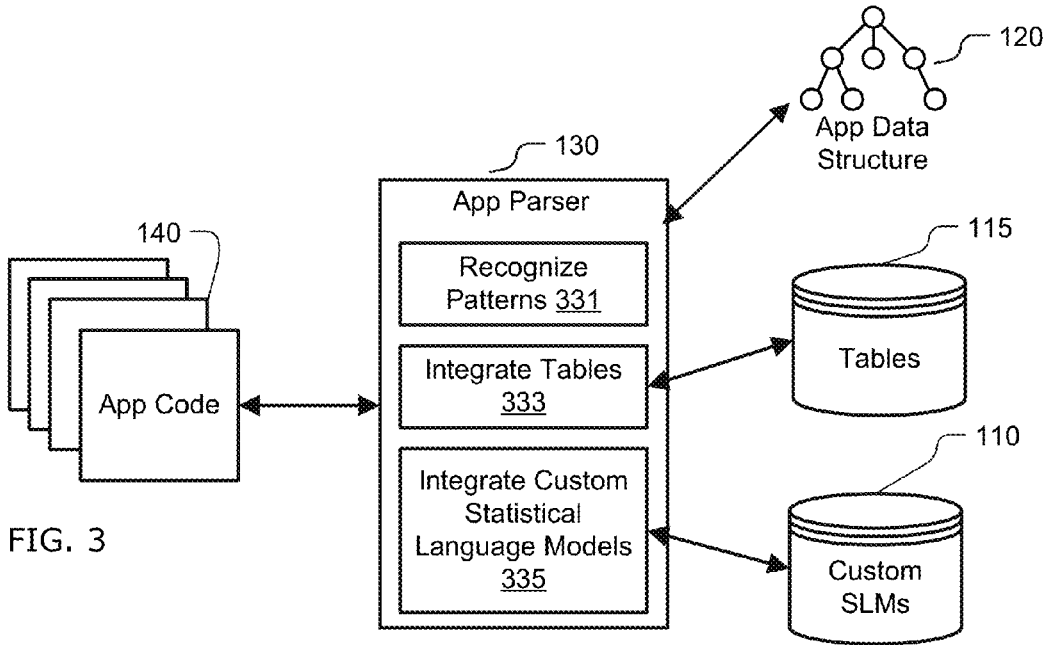 120
App Data
Structure
130
App Parser
140
App Code
Recognize
Patterns 331
Integrate Tables
333
Integrate Custom
Statistical
Language Models
335
115
Tables
110
Custom
SLMs
FIG. 3